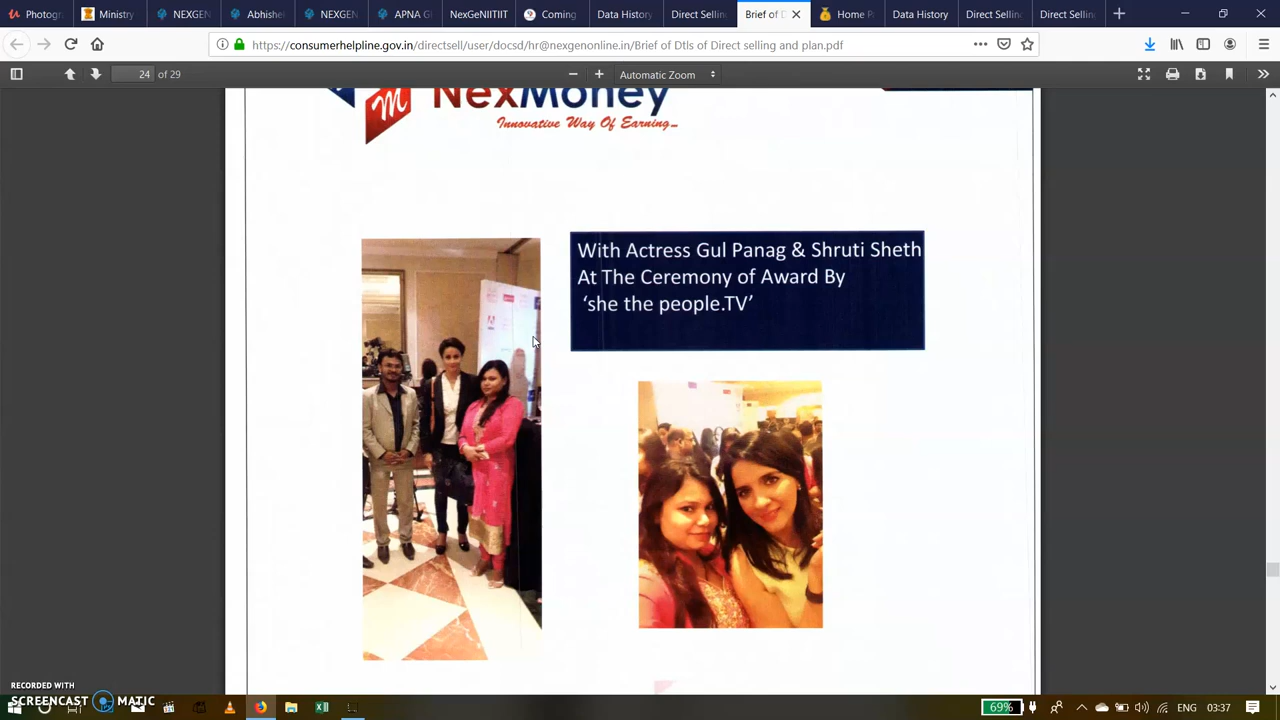 Photogr
Ministry
NEXGEN
Abhishe
NEXGEN
APNA G
NexGeNIITIIT
Coming
Data History
Direct Selling
Brief of D
Home P
Data History
Direct Selling
Direct Selling
https://consumerhelpline.gov.in/directsell/user/docsd/hr@nexgenonline.in/Brief of Dtls of Direct selling and plan.pdf
24 of 29
Automatic Zoom
NexMoney
Innovative Way Of Earning...
With Actress Gul Panag & Shruti Sheth
At The Ceremony of Award By
‘she the people.TV’
RECORDED WITH
SCREENCAST MATIC
69%
ENG
03:37